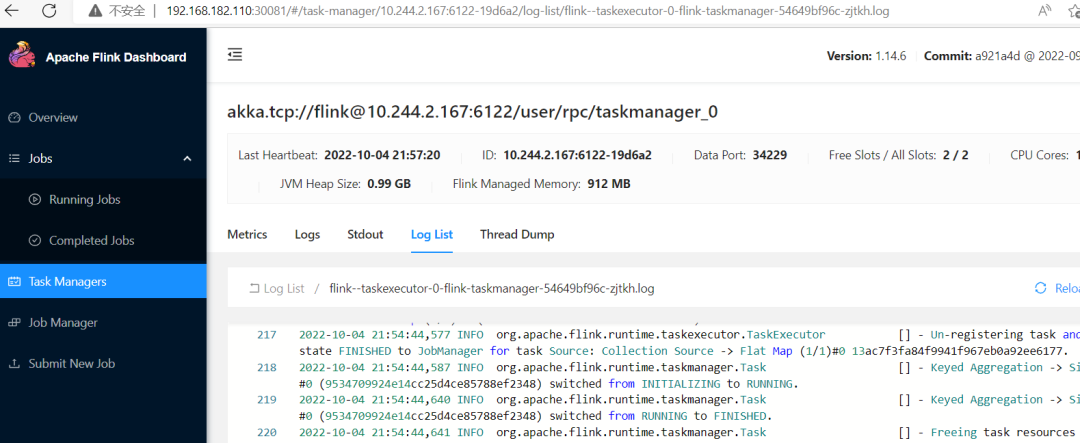 不安全 | 192.168.182.110:30081/#/task-manager/10.244.2.167:6122-19d6a2/log-list/flink--taskexecutor-0-flink-taskmanager-54649bf96c-zjtkh.log
Apache Flink Dashboard
Version: 1.14.6 Commit: a921a4d @ 2022-09
Overview
Jobs
Running Jobs
Completed Jobs
Task Managers
Job Manager
Submit New Job
akka.tcp://flink@10.244.2.167:6122/user/rpc/taskmanager_0
Last Heartbeat: 2022-10-04 21:57:20 ID: 10.244.2.167:6122-19d6a2 Data Port: 34229 Free Slots / All Slots: 2 / 2 CPU Cores: 1
JVM Heap Size: 0.99 GB Flink Managed Memory: 912 MB
Metrics Logs Stdout Log List Thread Dump
Log List / flink--taskexecutor-0-flink-taskmanager-54649bf96c-zjtkh.log Reloa
217 2022-10-04 21:54:44,577 INFO org.apache.flink.runtime.taskexecutor.TaskExecutor [] - Un-registering task and
state FINISHED to JobManager for task Source: Collection Source -> Flat Map (1/1)#0 13ac7f3fa84f9941f967eb0a92ee6177.
218 2022-10-04 21:54:44,587 INFO org.apache.flink.runtime.taskmanager.Task [] - Keyed Aggregation -> Si
#0 (9534709924e14cc25d4ce85788ef2348) switched from INITIALIZING to RUNNING.
219 2022-10-04 21:54:44,640 INFO org.apache.flink.runtime.taskmanager.Task [] - Keyed Aggregation -> Si
#0 (9534709924e14cc25d4ce85788ef2348) switched from RUNNING to FINISHED.
220 2022-10-04 21:54:44,641 INFO org.apache.flink.runtime.taskmanager.Task [] - Freeing task resources